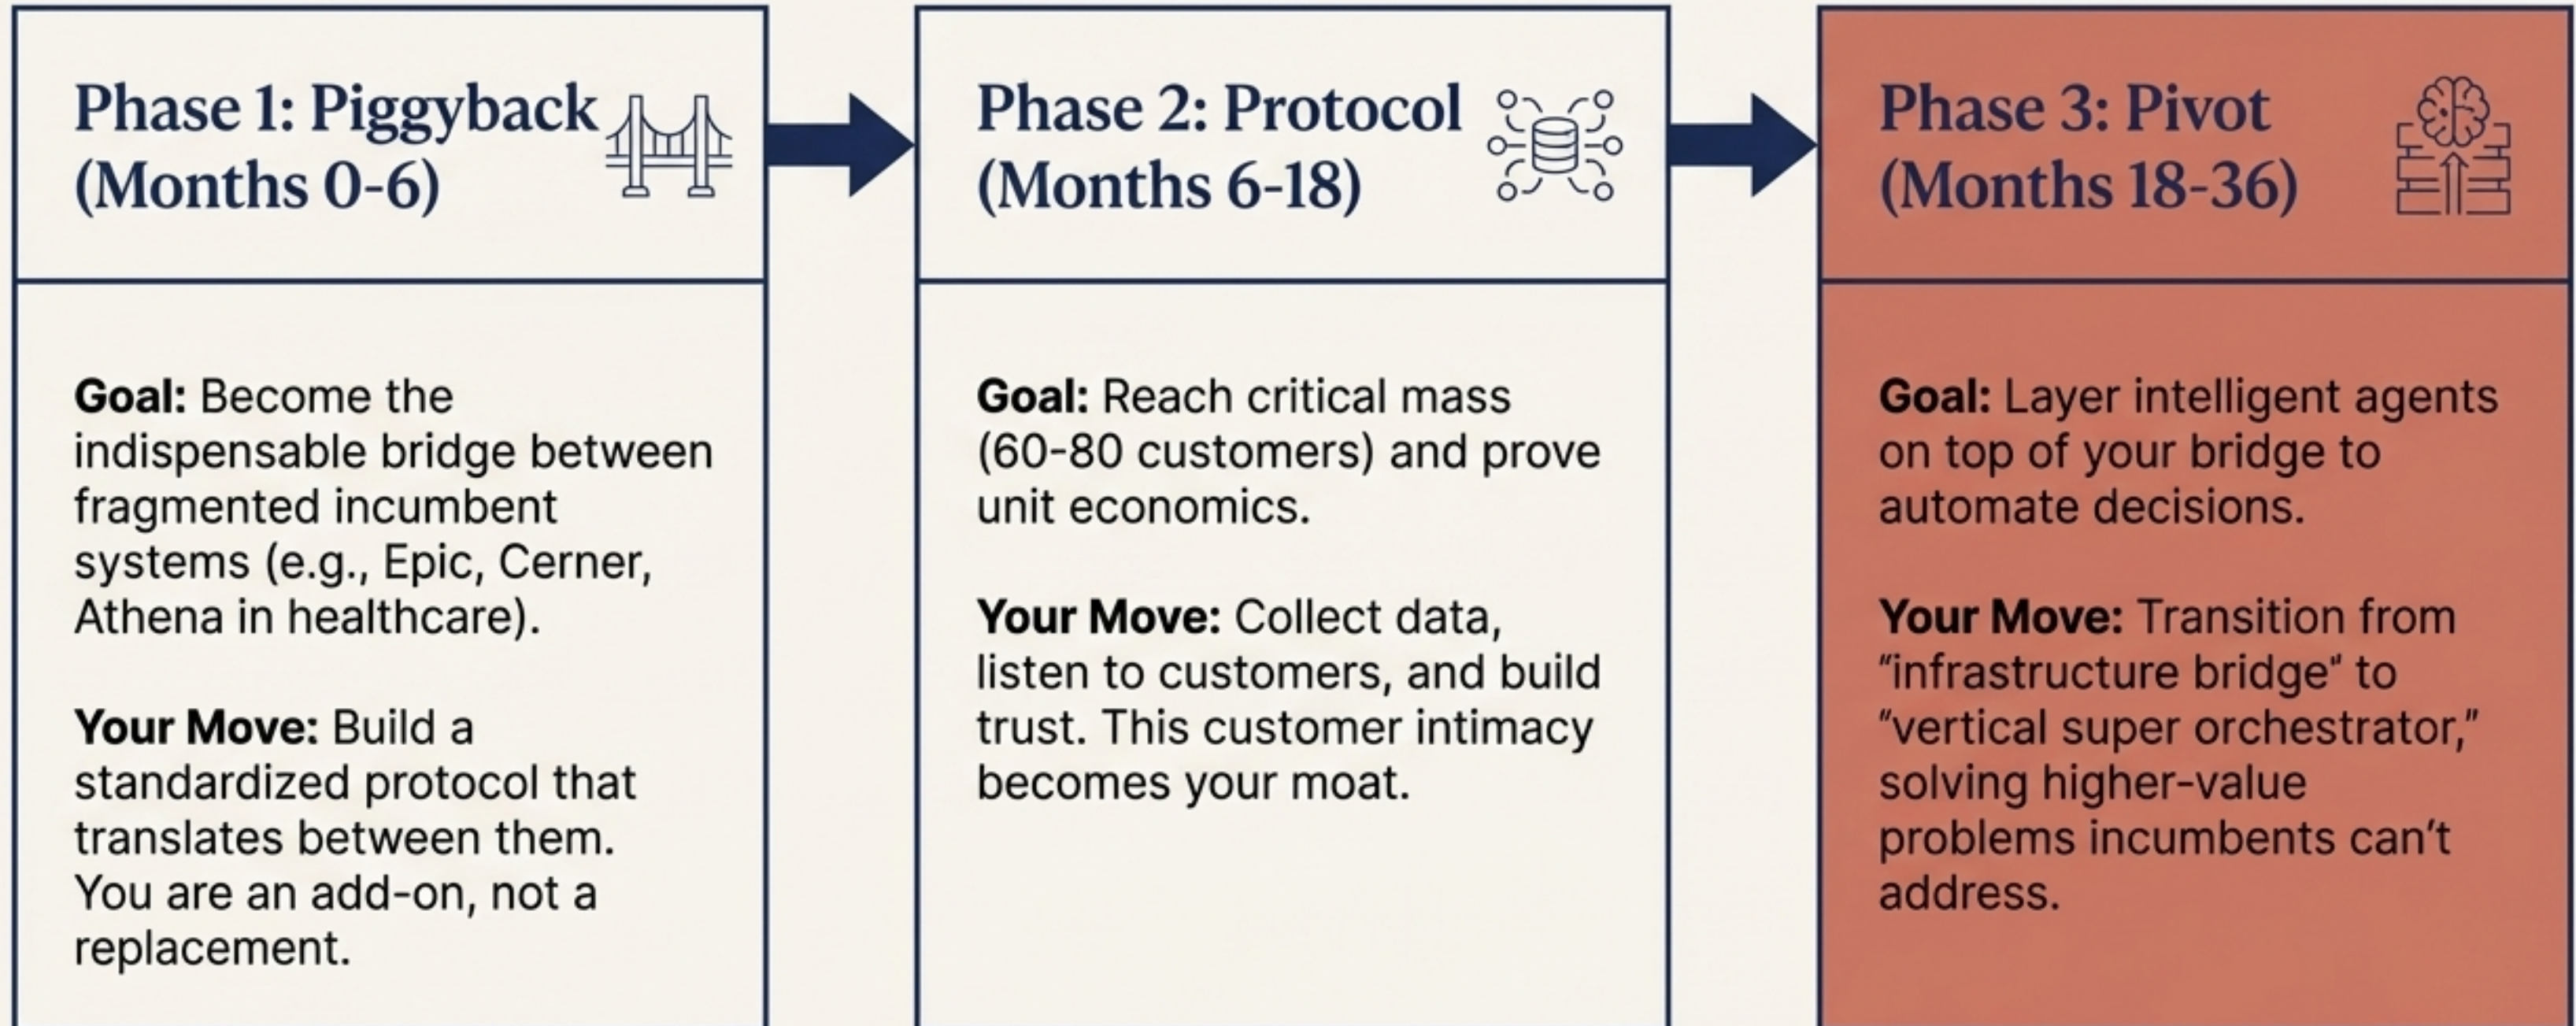 Phase 1: Piggyback
(Months 0-6)
Goal: Become the
indispensable bridge between
fragmented incumbent
systems (e.g., Epic, Cerner,
Athena in healthcare).
Your Move: Build a
standardized protocol that
translates between them.
You are an add-on, not a
replacement.
Phase 2: Protocol
(Months 6-18)
Goal: Reach critical mass
(60-80 customers) and prove
unit economics.
Your Move: Collect data,
listen to customers, and build
trust. This customer intimacy
becomes your moat.
Phase 3: Pivot
(Months 18-36)
Goal: Layer intelligent agents
on top of your bridge to
automate decisions.
Your Move: Transition from
“infrastructure bridge” to
“vertical super orchestrator,”
solving higher-value
problems incumbents can’t
address.